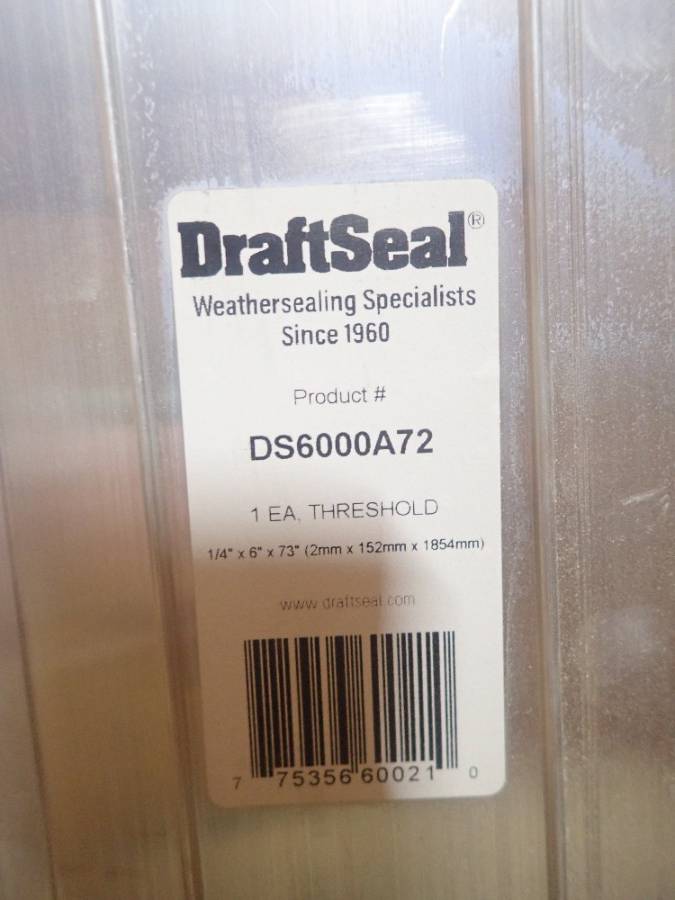 DraftSeal®
Weathersealing Specialists
Since 1960
Product #
DS6000A72
1 EA, THRESHOLD
1/4" x 6" x 73" (2mm x 152mm x 1854mm)
www.draftseal.com
7 75356 60021 0